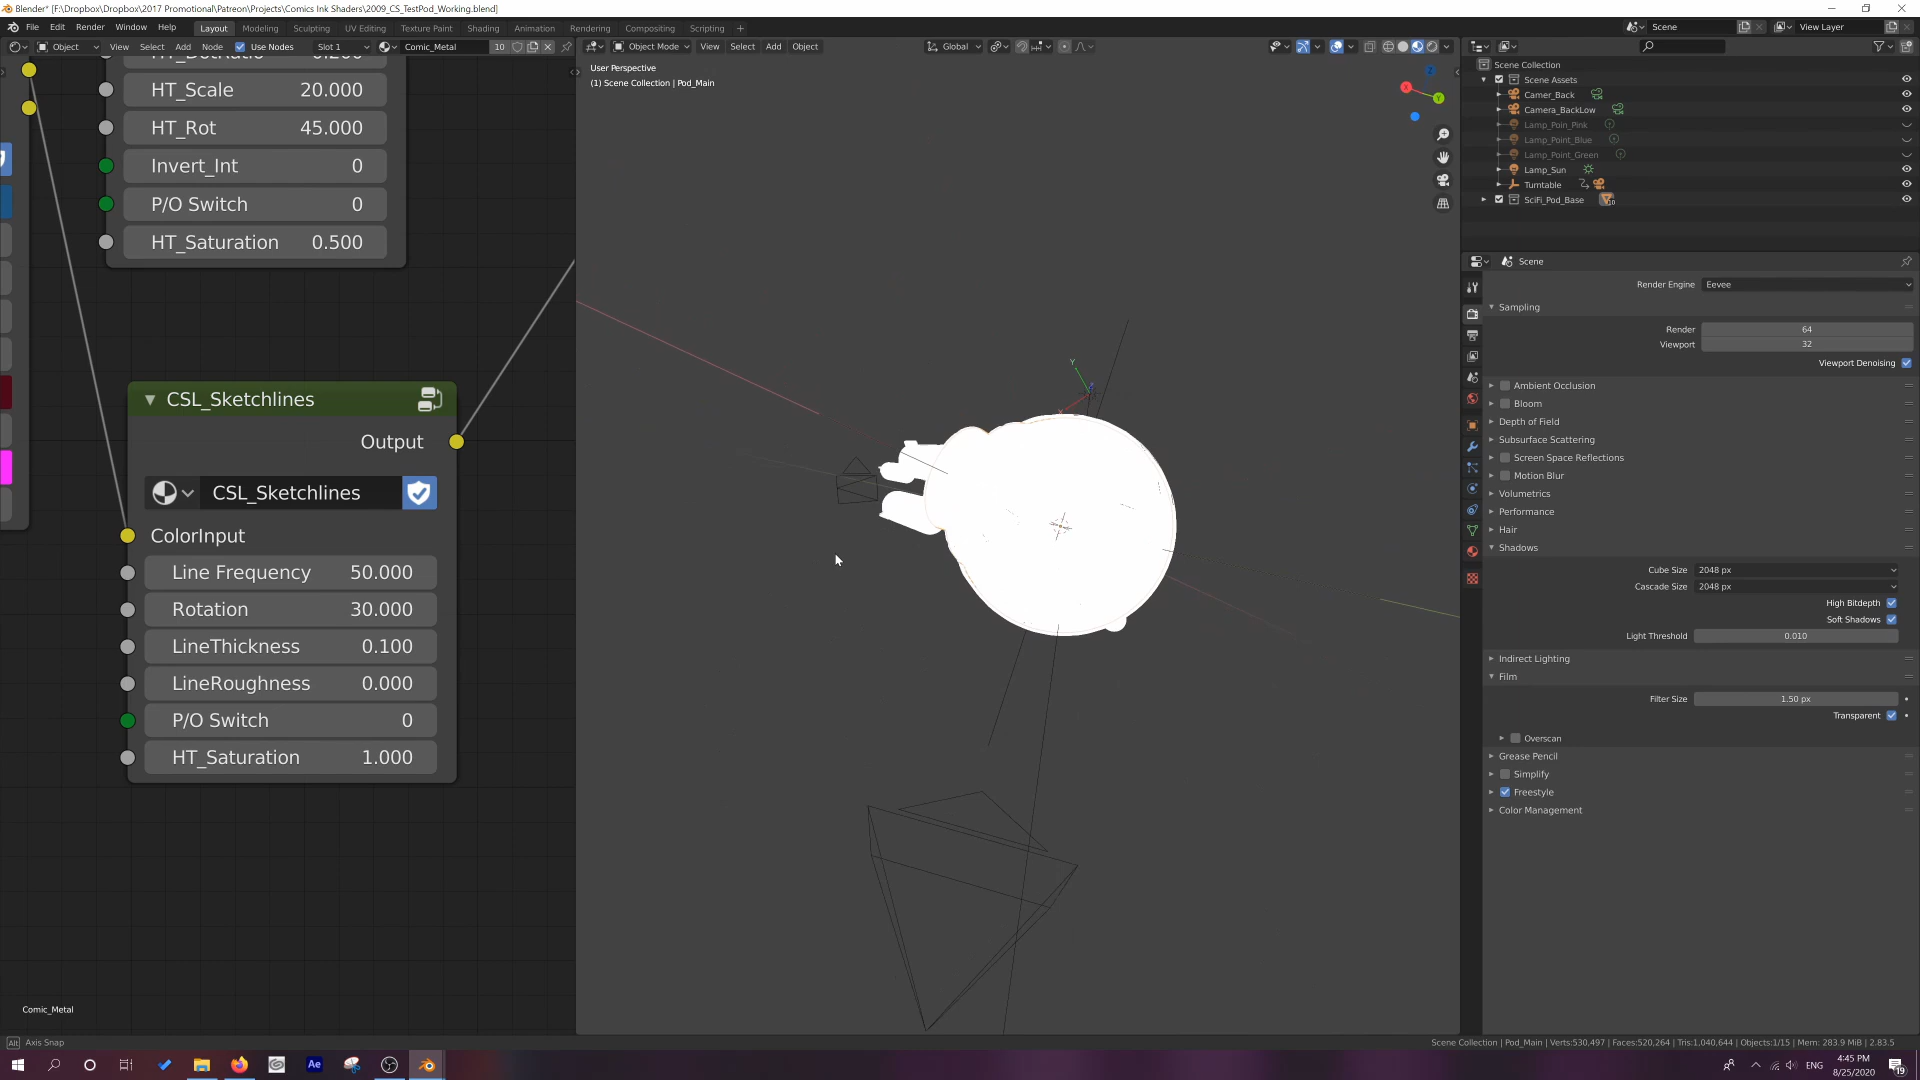 Blender* [F:\Dropbox\Dropbox\2017 Promotional\Patreon\Projects\Comics Ink Shaders\2009_CS_TestPod_Working.blend]
File Edit Render Window Help Layout Modeling Sculpting UV Editing Texture Paint Shading Animation Rendering Compositing Scripting + Scene View Layer
Object View Select Add Node Use Nodes Slot 1 Comic_Metal 10 Object Mode View Select Add Object Global
HT_Scale 20.000
HT_Rot 45.000
Invert_Int 0
P/O Switch 0
HT_Saturation 0.500
CSL_Sketchlines
Output
CSL_Sketchlines
ColorInput
Line Frequency 50.000
Rotation 30.000
LineThickness 0.100
LineRoughness 0.000
P/O Switch 0
HT_Saturation 1.000
Comic_Metal
User Perspective
(1) Scene Collection | Pod_Main
X
Y
Z
Y
Scene Collection
Scene Assets
Camer_Back
Camera_BackLow
Lamp_Poin_Pink
Lamp_Point_Blue
Lamp_Point_Green
Lamp_Sun
Turntable
SciFi_Pod_Base
Scene
Render Engine Eevee
Sampling
Render 64
Viewport 32
Viewport Denoising
Ambient Occlusion
Bloom
Depth of Field
Subsurface Scattering
Screen Space Reflections
Motion Blur
Volumetrics
Performance
Hair
Shadows
Cube Size 2048 px
Cascade Size 2048 px
High Bitdepth
Soft Shadows
Light Threshold 0.010
Indirect Lighting
Film
Filter Size 1.50 px
Transparent
Overscan
Grease Pencil
Simplify
Freestyle
Color Management
Alt Axis Snap
Scene Collection | Pod_Main | Verts:530,497 | Faces:520,264 | Tris:1,040,644 | Objects:1/15 | Mem: 283.9 MiB | 2.83.5
Ae
ENG
4:45 PM
8/25/2020
19